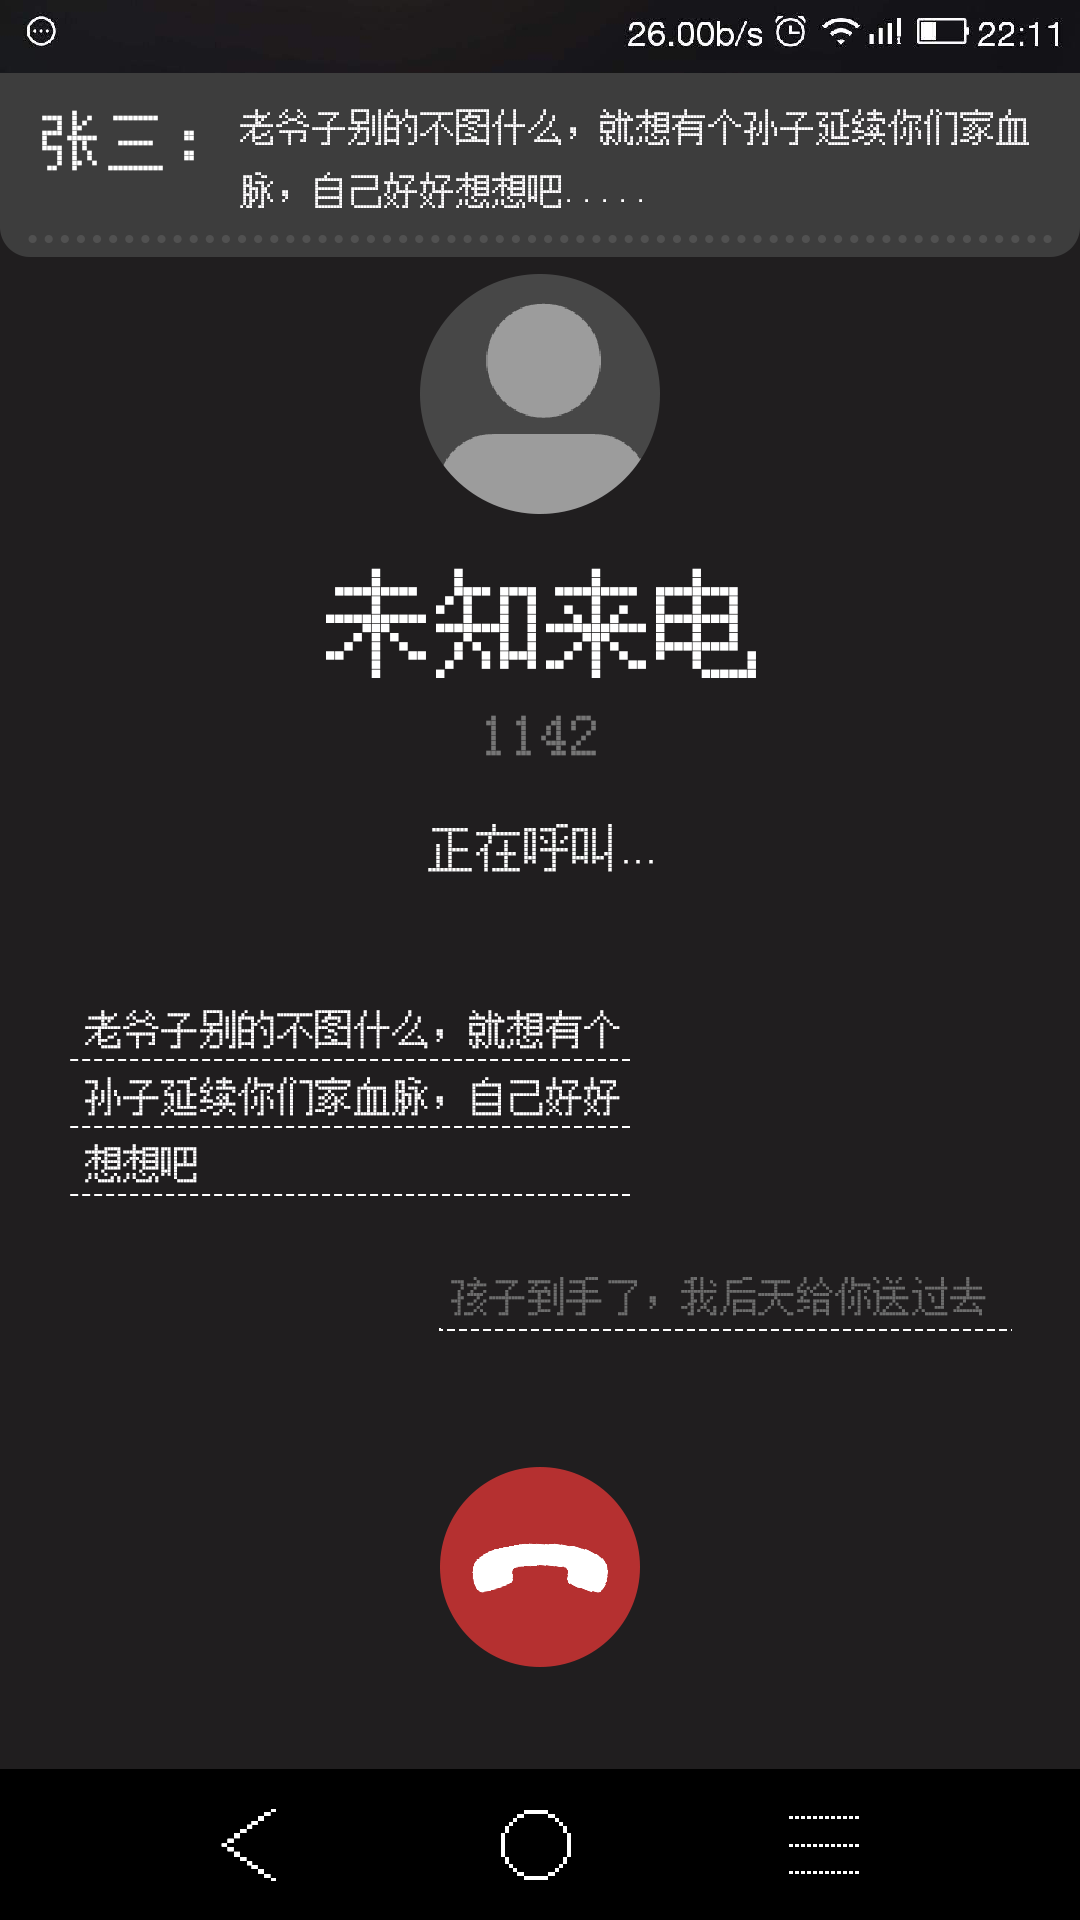 26.00b/s 22:11
张三：
老爷子别的不图什么，就想有个孙子延续你们家血
脉，自己好好想想吧.....
未知来电
1142
正在呼叫...
老爷子别的不图什么，就想有个
孙子延续你们家血脉，自己好好
想想吧
孩子到手了，我后天给你送过去